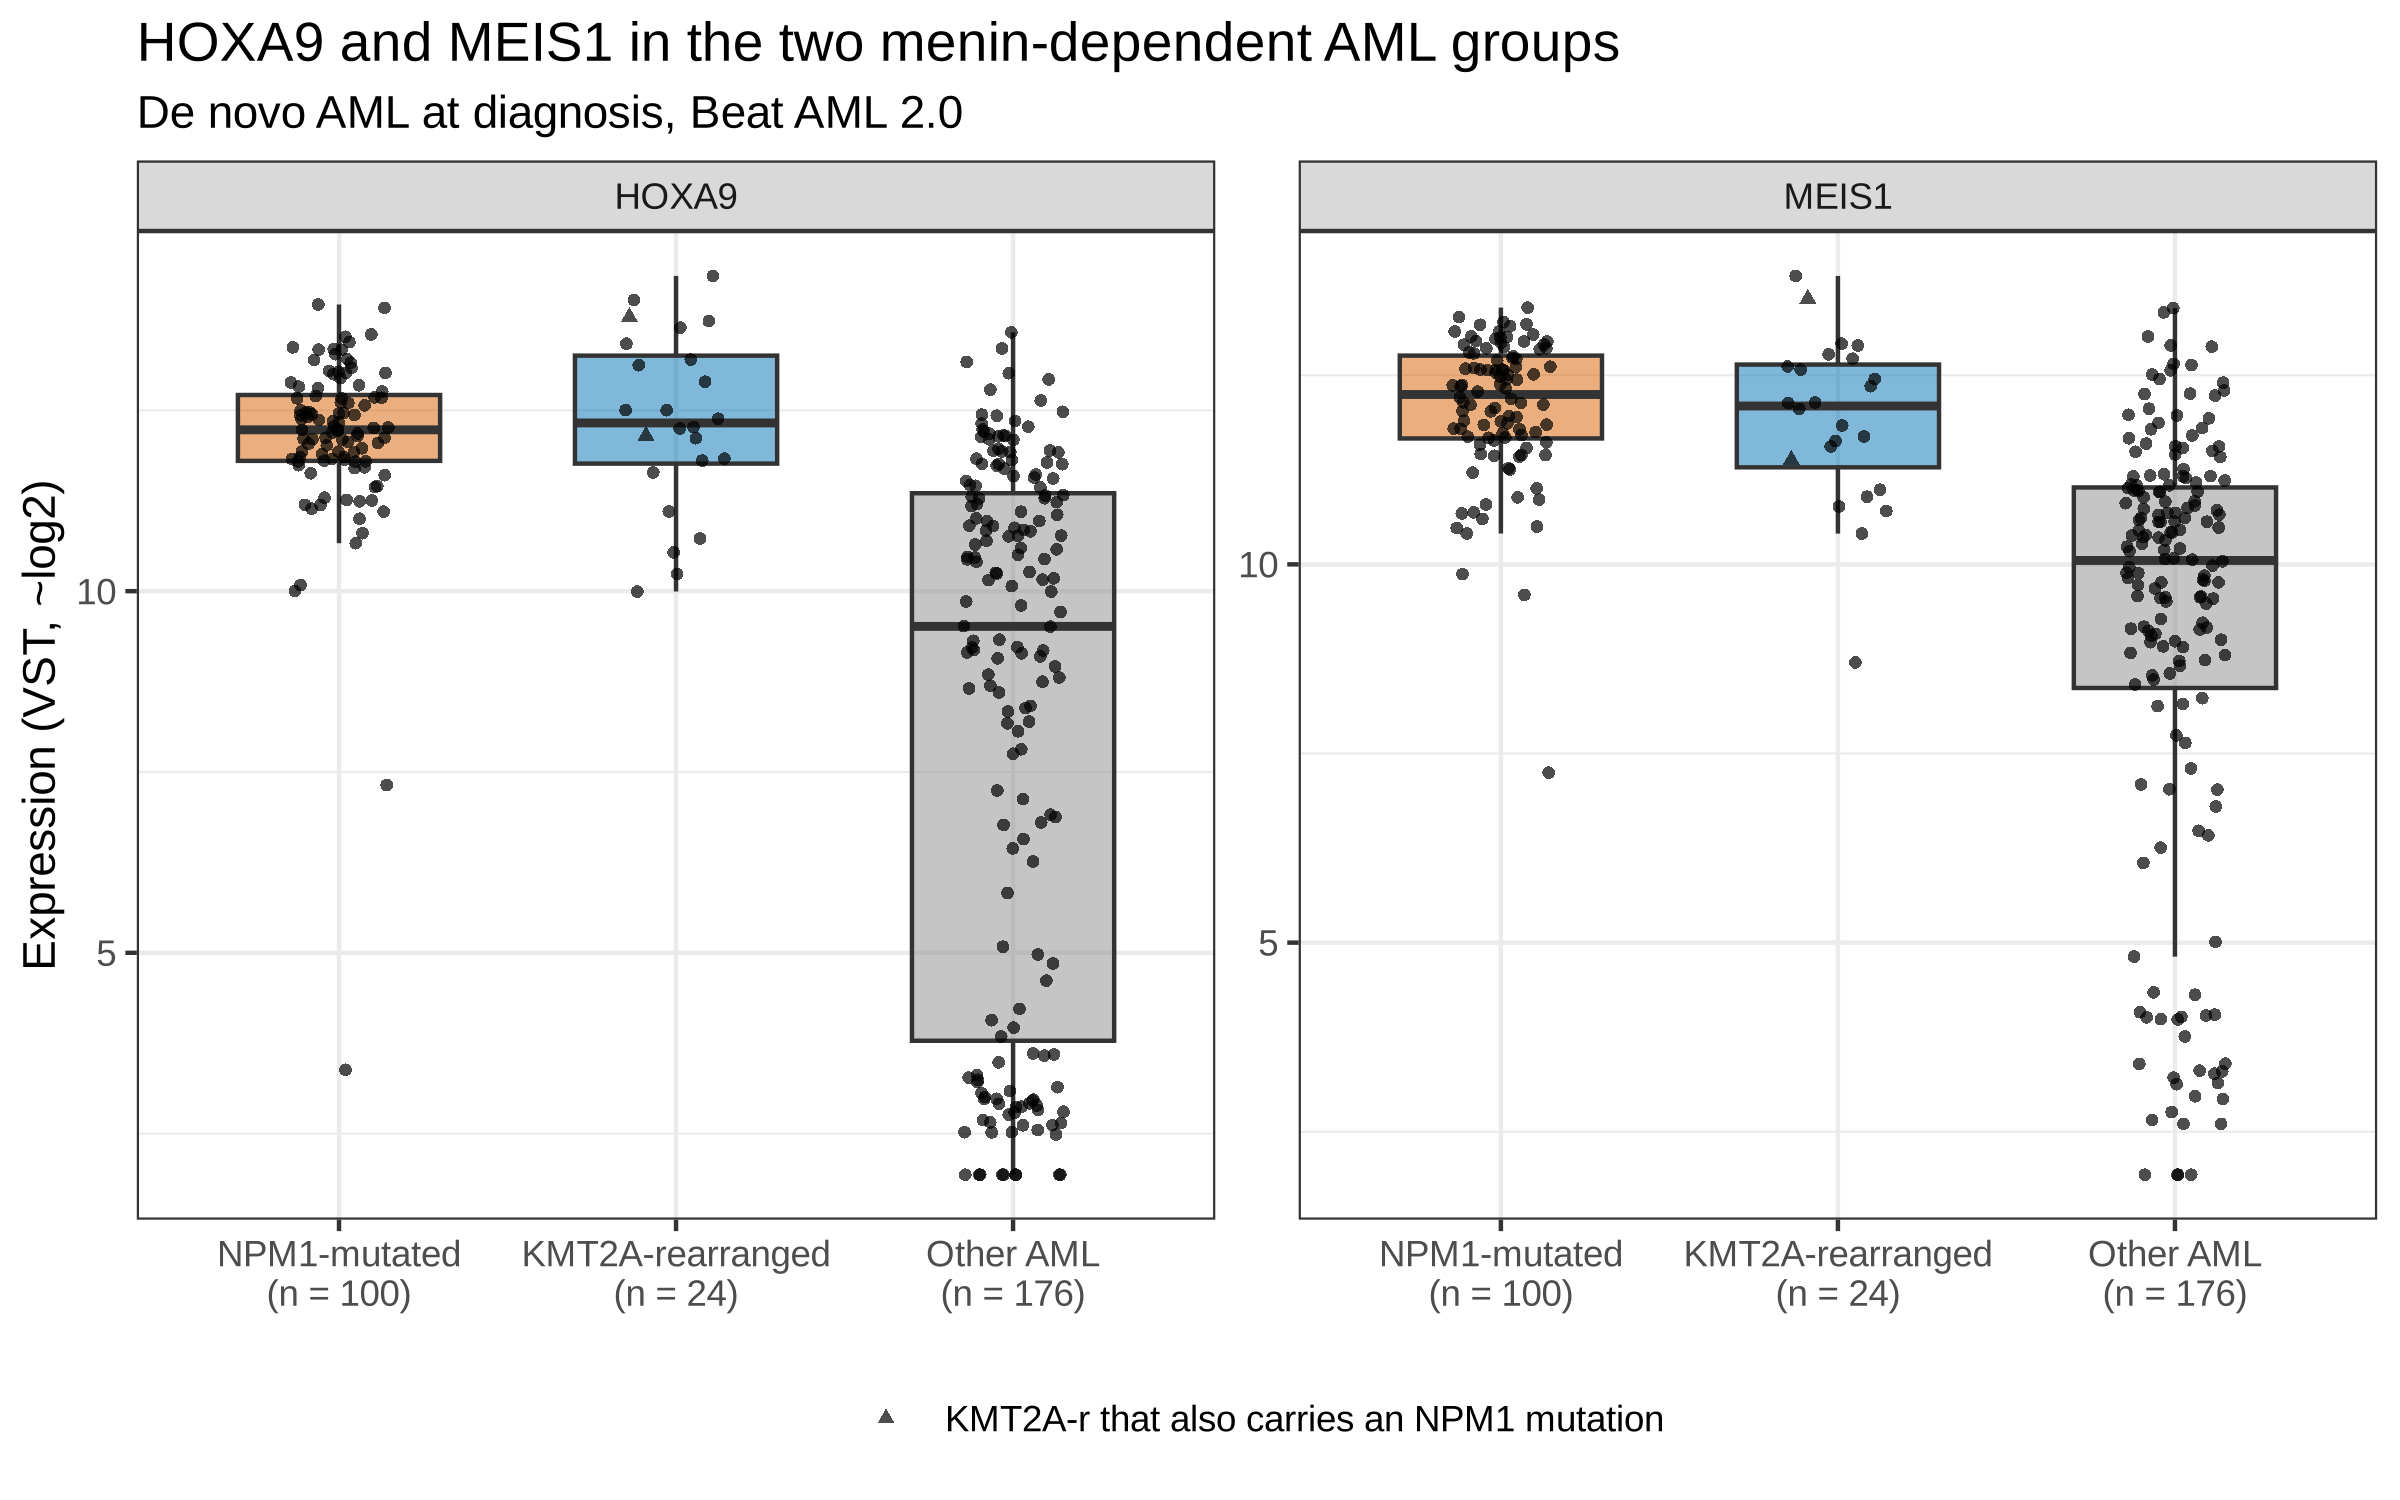 HOXA9 and MEIS1 in the two menin-dependent AML groups
De novo AML at diagnosis, Beat AML 2.0
HOXA9
MEIS1
Expression (VST, ~log2)
10
5
10
5
NPM1-mutated
(n = 100)
KMT2A-rearranged
(n = 24)
Other AML
(n = 176)
NPM1-mutated
(n = 100)
KMT2A-rearranged
(n = 24)
Other AML
(n = 176)
KMT2A-r that also carries an NPM1 mutation